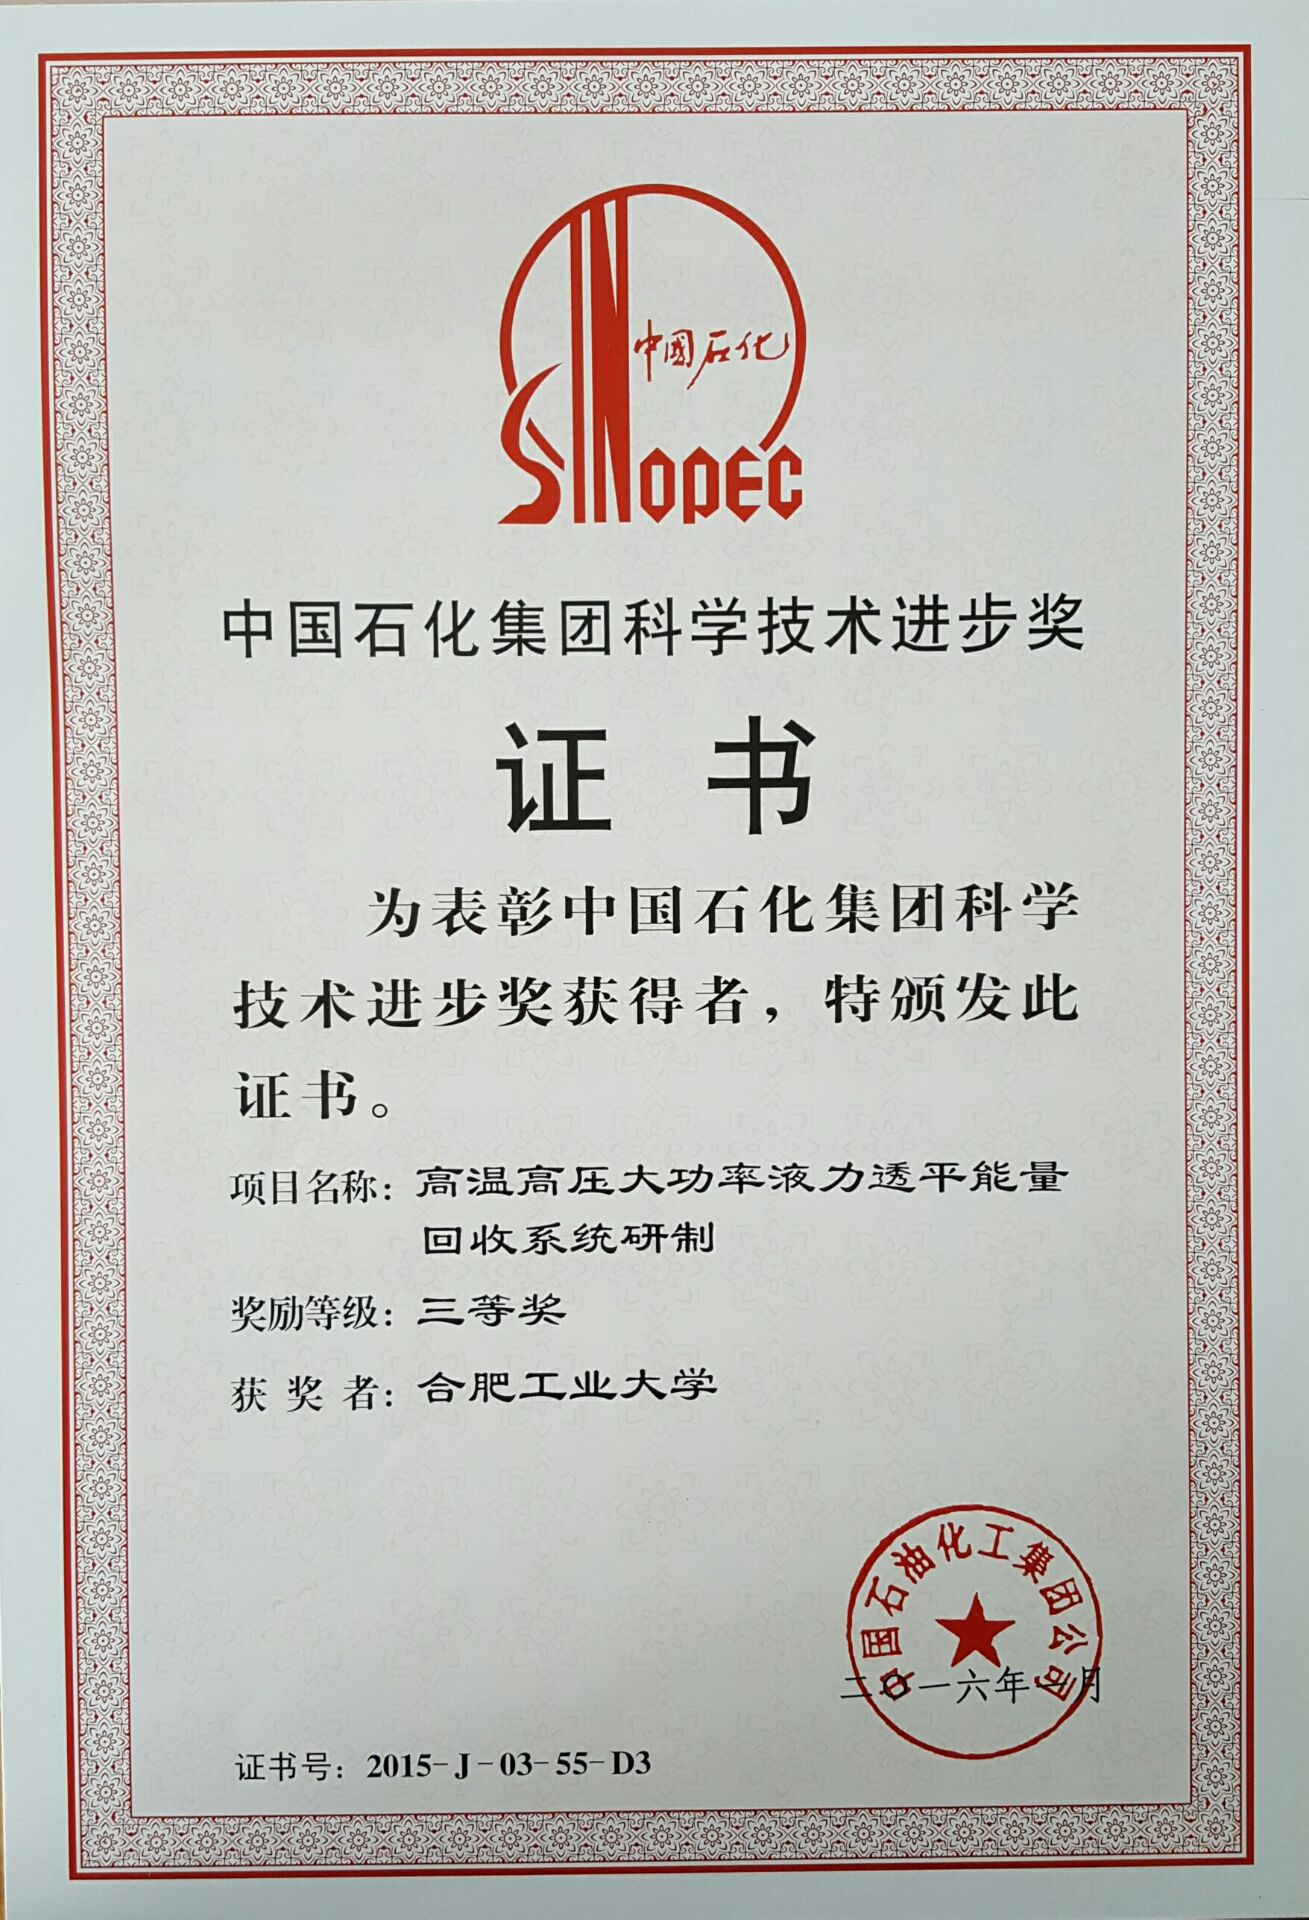 中國石化
SINOPEC
中国石化集团科学技术进步奖
证 书
为表彰中国石化集团科学
技术进步奖获得者，特颁发此
证书。
项目名称：高温高压大功率液力透平能量
回收系统研制
奖励等级：三等奖
获 奖 者：合肥工业大学
中国石油化工集团公司
二〇一六年一月
证书号：2015-J-03-55-D3